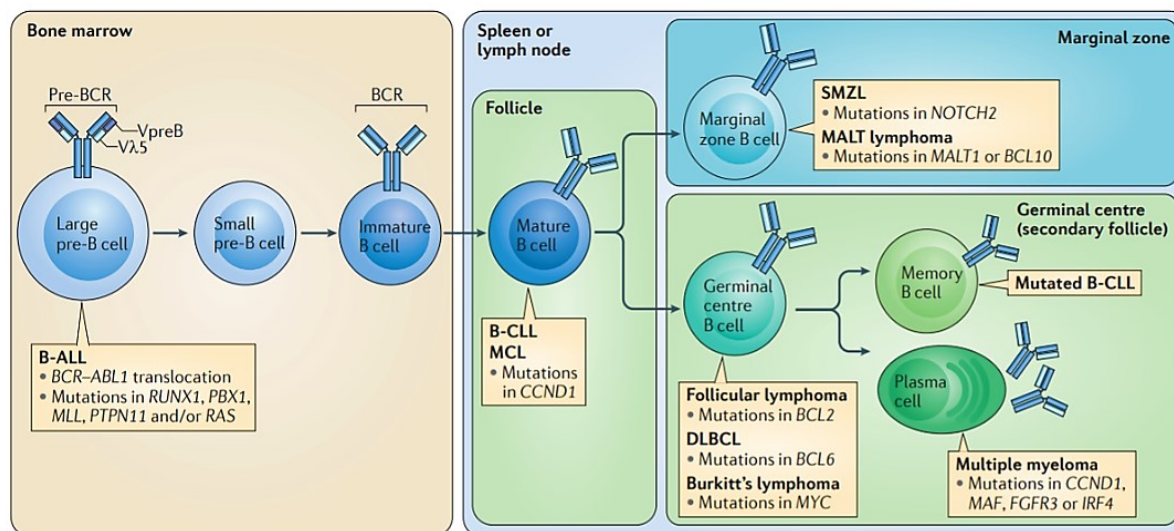 Bone marrow
Pre-BCR
VpreB
Vλ5
BCR
Large
pre-B cell
Small
pre-B cell
Immature
B cell
B-ALL
• BCR–ABL1 translocation
• Mutations in RUNX1, PBX1,
MLL, PTPN11 and/or RAS
Spleen or
lymph node
Follicle
Mature
B cell
B-CLL
MCL
• Mutations
in CCND1
Marginal zone
Marginal
zone B cell
SMZL
• Mutations in NOTCH2
MALT lymphoma
• Mutations in MALT1 or BCL10
Germinal centre
(secondary follicle)
Germinal
centre
B cell
Memory
B cell
Mutated B-CLL
Plasma
cell
Follicular lymphoma
• Mutations in BCL2
DLBCL
• Mutations in BCL6
Burkitt's lymphoma
• Mutations in MYC
Multiple myeloma
• Mutations in CCND1,
MAF, FGFR3 or IRF4